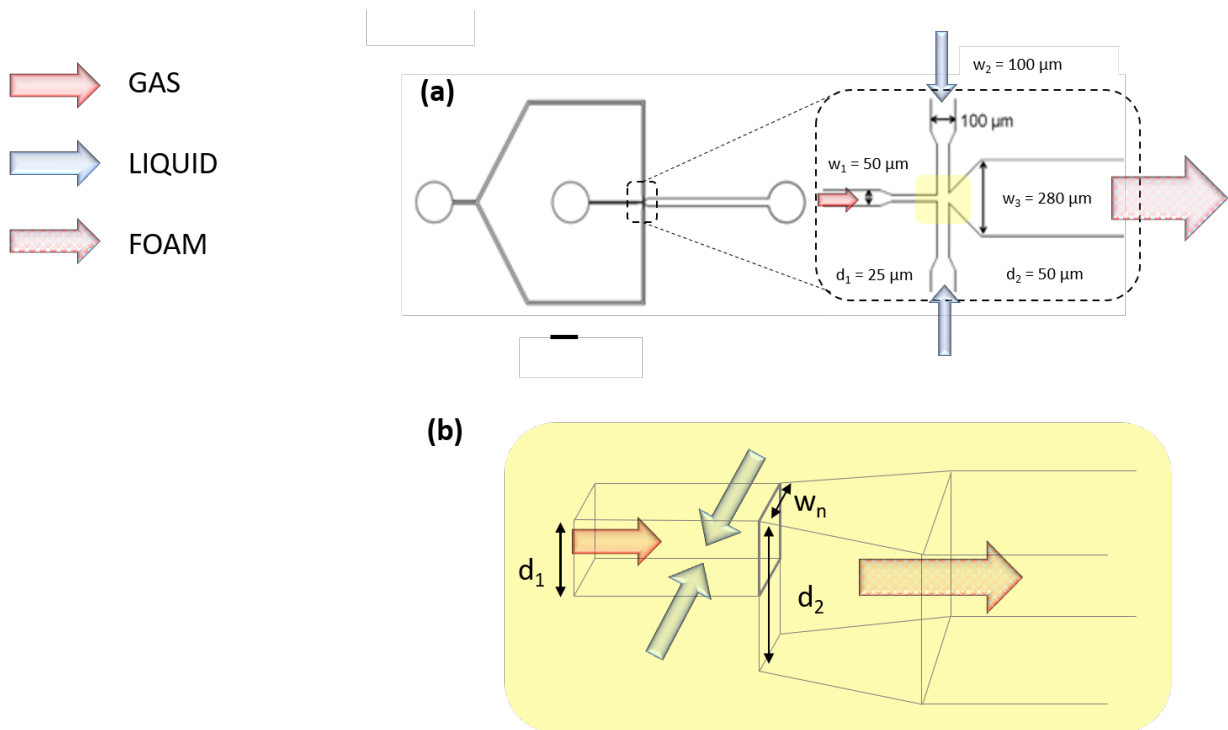 GAS
LIQUID
FOAM
(a)
w₂ = 100 µm
100 µm
w₁ = 50 µm
w₃ = 280 µm
d₁ = 25 µm
d₂ = 50 µm
(b)
wₙ
d₁
d₂